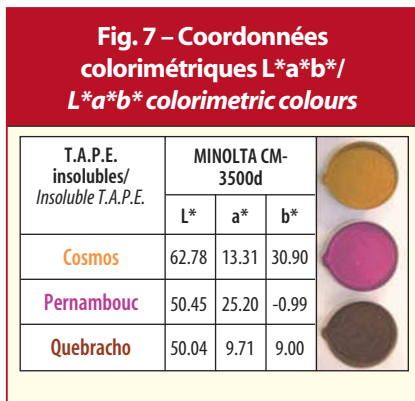 Fig. 7 – Coordonnées
colorimétriques L*a*b*/
L*a*b* colorimetric colours
T.A.P.E.
insolubles/
Insoluble T.A.P.E.
MINOLTA CM-
3500d
L* a* b*
Cosmos 62.78 13.31 30.90
Pernambouc 50.45 25.20 -0.99
Quebracho 50.04 9.71 9.00